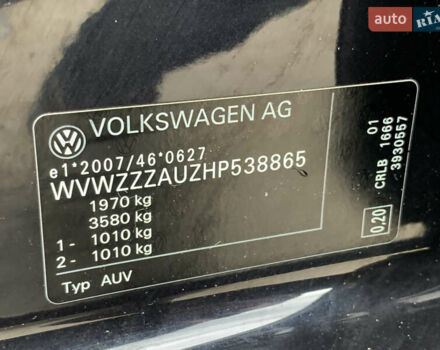 auto RIA
VOLKSWAGEN AG
e1*2007/46*0627
WVWZZZAUZHP538865
1970 kg
3580 kg
1- 1010 kg
2- 1010 kg
Typ AUV
CRLB 1666 01
3930557
0,20